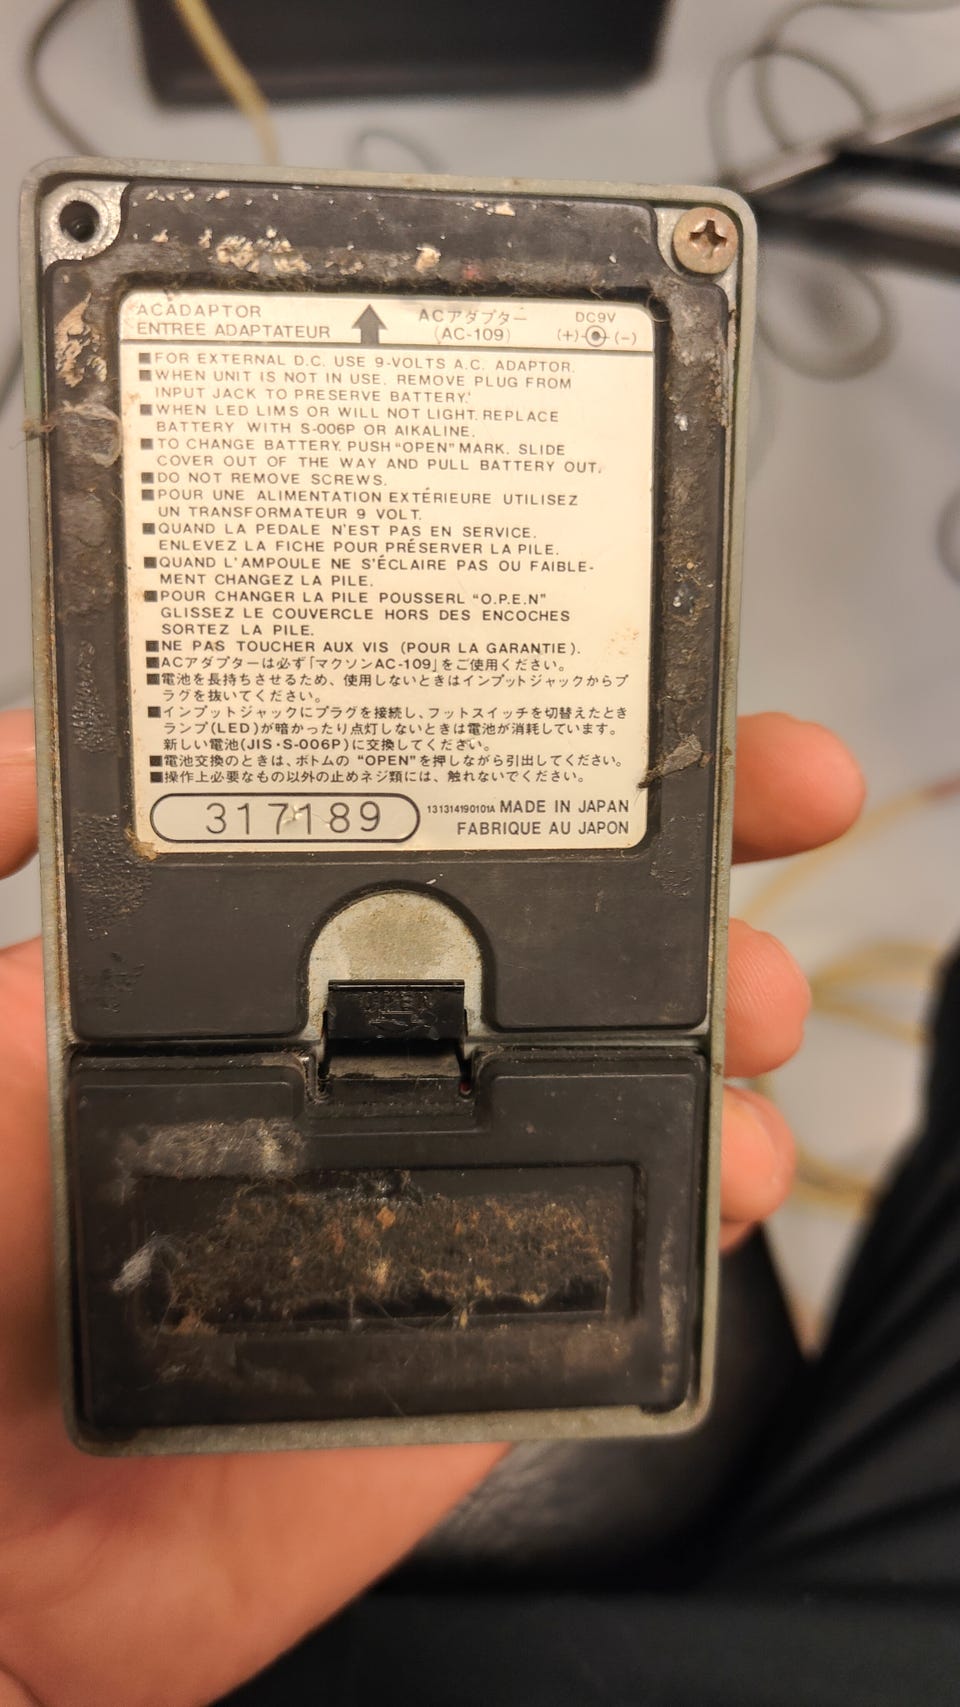 ACADAPTOR
ENTREE ADAPTATEUR
ACアダプター
(AC-109)
DC9V
(+) (-)
■FOR EXTERNAL D.C. USE 9-VOLTS A.C. ADAPTOR.
■WHEN UNIT IS NOT IN USE, REMOVE PLUG FROM
INPUT JACK TO PRESERVE BATTERY.
■WHEN LED LIMS OR WILL NOT LIGHT, REPLACE
BATTERY WITH S-006P OR AIKALINE.
■TO CHANGE BATTERY, PUSH "OPEN" MARK, SLIDE
COVER OUT OF THE WAY AND PULL BATTERY OUT.
■DO NOT REMOVE SCREWS.
■POUR UNE ALIMENTATION EXTÉRIEURE UTILISEZ
UN TRANSFORMATEUR 9 VOLT.
■QUAND LA PEDALE N'EST PAS EN SERVICE,
ENLEVEZ LA FICHE POUR PRÉSERVER LA PILE.
■QUAND L'AMPOULE NE S'ÉCLAIRE PAS OU FAIBLE-
MENT CHANGEZ LA PILE.
■POUR CHANGER LA PILE POUSSERL "O.P.E.N"
GLISSEZ LE COUVERCLE HORS DES ENCOCHES
SORTEZ LA PILE.
■NE PAS TOUCHER AUX VIS (POUR LA GARANTIE).
■ACアダプターは必ず「マクソンAC-109」をご使用ください。
■電池を長持ちさせるため、使用しないときはインプットジャックからプ
ラグを抜いてください。
■インプットジャックにプラグを接続し、フットスイッチを切替えたとき
ランプ(LED)が暗かったり点灯しないときは電池が消耗しています。
新しい電池(JIS・S-006P)に交換してください。
■電池交換のときは、ボトムの "OPEN"を押しながら引出してください。
■操作上必要なもの以外の止めネジ類には、触れないでください。
317189
131314190101A MADE IN JAPAN
FABRIQUE AU JAPON
OPEN